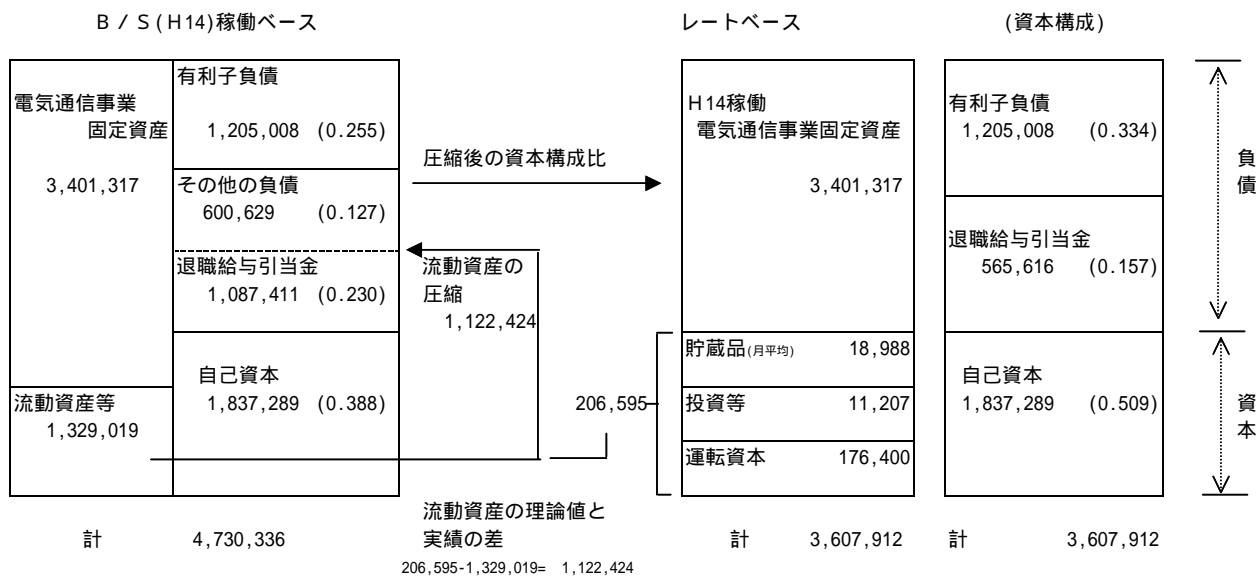 B / S (H14)稼働ベース
レートベース
(資本構成)
電気通信事業
固定資産
3,401,317
流動資産等
1,329,019
有利子負債
1,205,008 (0.255)
その他の負債
600,629 (0.127)
退職給与引当金
1,087,411 (0.230)
自己資本
1,837,289 (0.388)
計 4,730,336
圧縮後の資本構成比
流動資産の
圧縮
1,122,424
206,595
流動資産の理論値と
実績の差
206,595-1,329,019= 1,122,424
H14稼働
電気通信事業固定資産
3,401,317
貯蔵品(月平均) 18,988
投資等 11,207
運転資本 176,400
計 3,607,912
有利子負債
1,205,008 (0.334)
退職給与引当金
565,616 (0.157)
自己資本
1,837,289 (0.509)
計 3,607,912
負債
資本